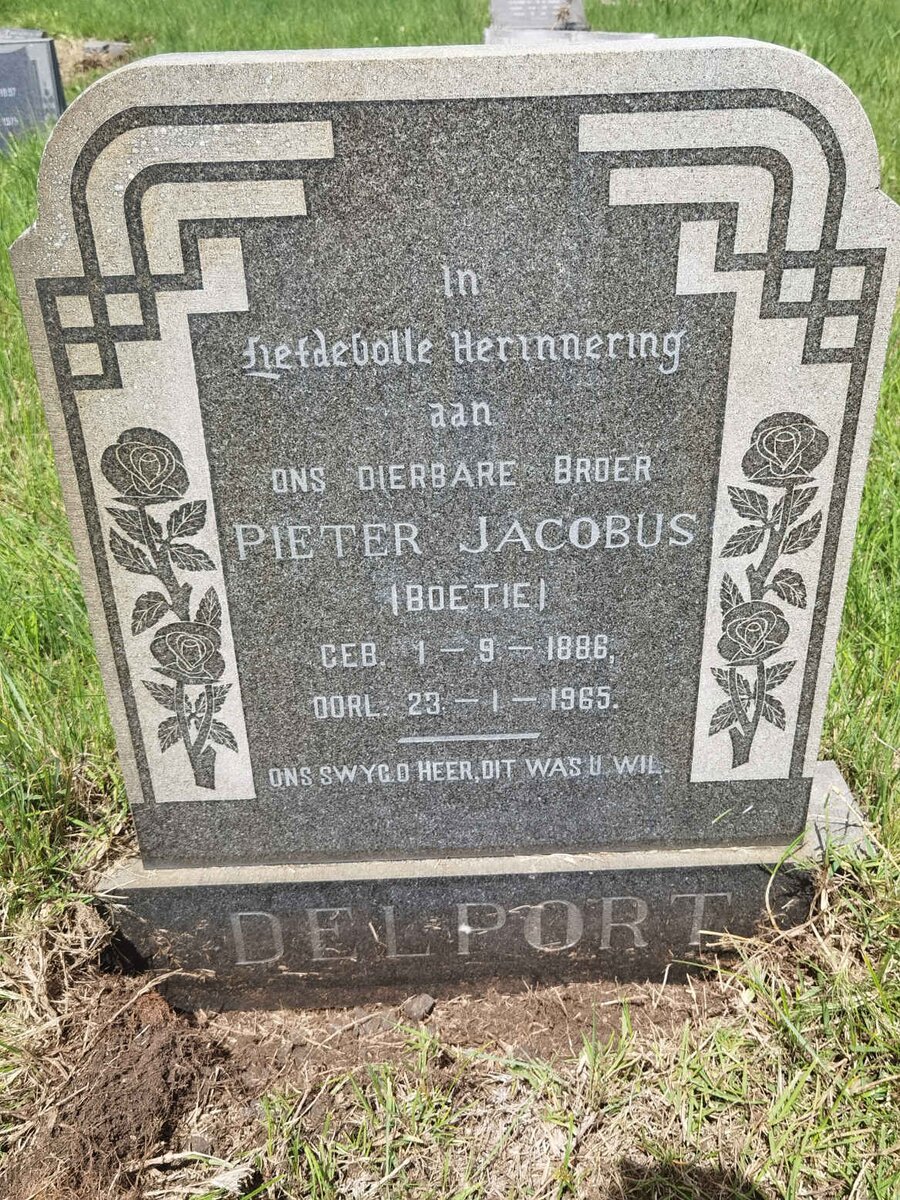 In
Liefdevolle Herinnering
aan
ONS DIERBARE BROER
PIETER JACOBUS
(BOETIE)
GEB. 1-9-1886,
OORL. 23-1-1965.
ONS SWYG O HEER, DIT WAS U WIL.
DELPORT